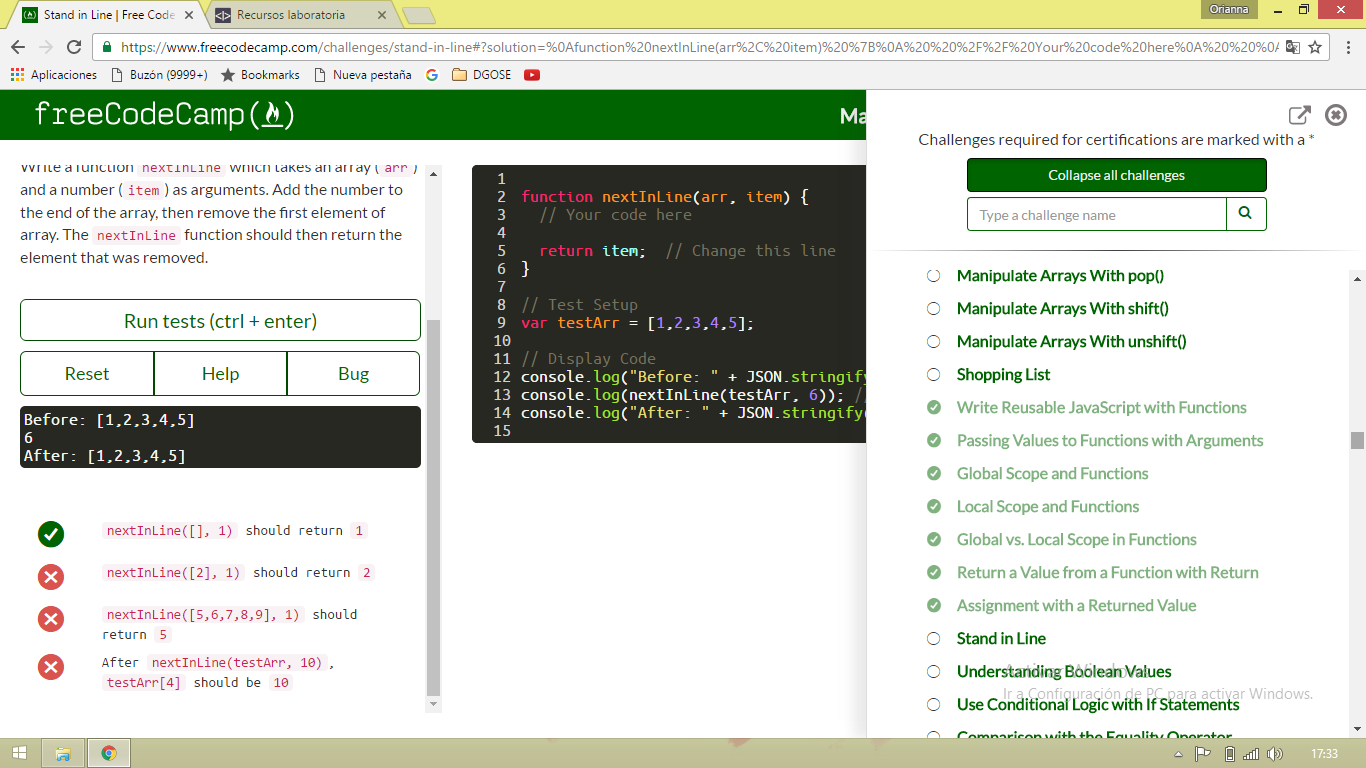 Stand in Line | Free Code
Recursos laboratoria
Orianna
https://www.freecodecamp.com/challenges/stand-in-line#?solution=%0Afunction%20nextInLine(arr%2C%20item)%20%7B%0A%20%20%2F%2F%20Your%20code%20here%0A%20%20%0A
Aplicaciones
Buzón (9999+)
Bookmarks
Nueva pestaña
DGOSE
freeCodeCamp
Ma
Write a function nextInLine which takes an array ( arr )
and a number ( item ) as arguments. Add the number to
the end of the array, then remove the first element of
array. The nextInLine function should then return the
element that was removed.
Run tests (ctrl + enter)
Reset
Help
Bug
Before: [1,2,3,4,5]
6
After: [1,2,3,4,5]
nextInLine([], 1) should return 1
nextInLine([2], 1) should return 2
nextInLine([5,6,7,8,9], 1) should
return 5
After nextInLine(testArr, 10) ,
testArr[4] should be 10
1
2 function nextInLine(arr, item) {
3 // Your code here
4
5 return item; // Change this line
6 }
7
8 // Test Setup
9 var testArr = [1,2,3,4,5];
10
11 // Display Code
12 console.log("Before: " + JSON.stringify
13 console.log(nextInLine(testArr, 6)); /
14 console.log("After: " + JSON.stringify(
15
Challenges required for certifications are marked with a *
Collapse all challenges
Type a challenge name
Manipulate Arrays With pop()
Manipulate Arrays With shift()
Manipulate Arrays With unshift()
Shopping List
Write Reusable JavaScript with Functions
Passing Values to Functions with Arguments
Global Scope and Functions
Local Scope and Functions
Global vs. Local Scope in Functions
Return a Value from a Function with Return
Assignment with a Returned Value
Stand in Line
Understanding Boolean Values
Activar Windows
Ir a Configuración de PC para activar Windows.
Use Conditional Logic with If Statements
Comparison with the Equality Operator
17:33